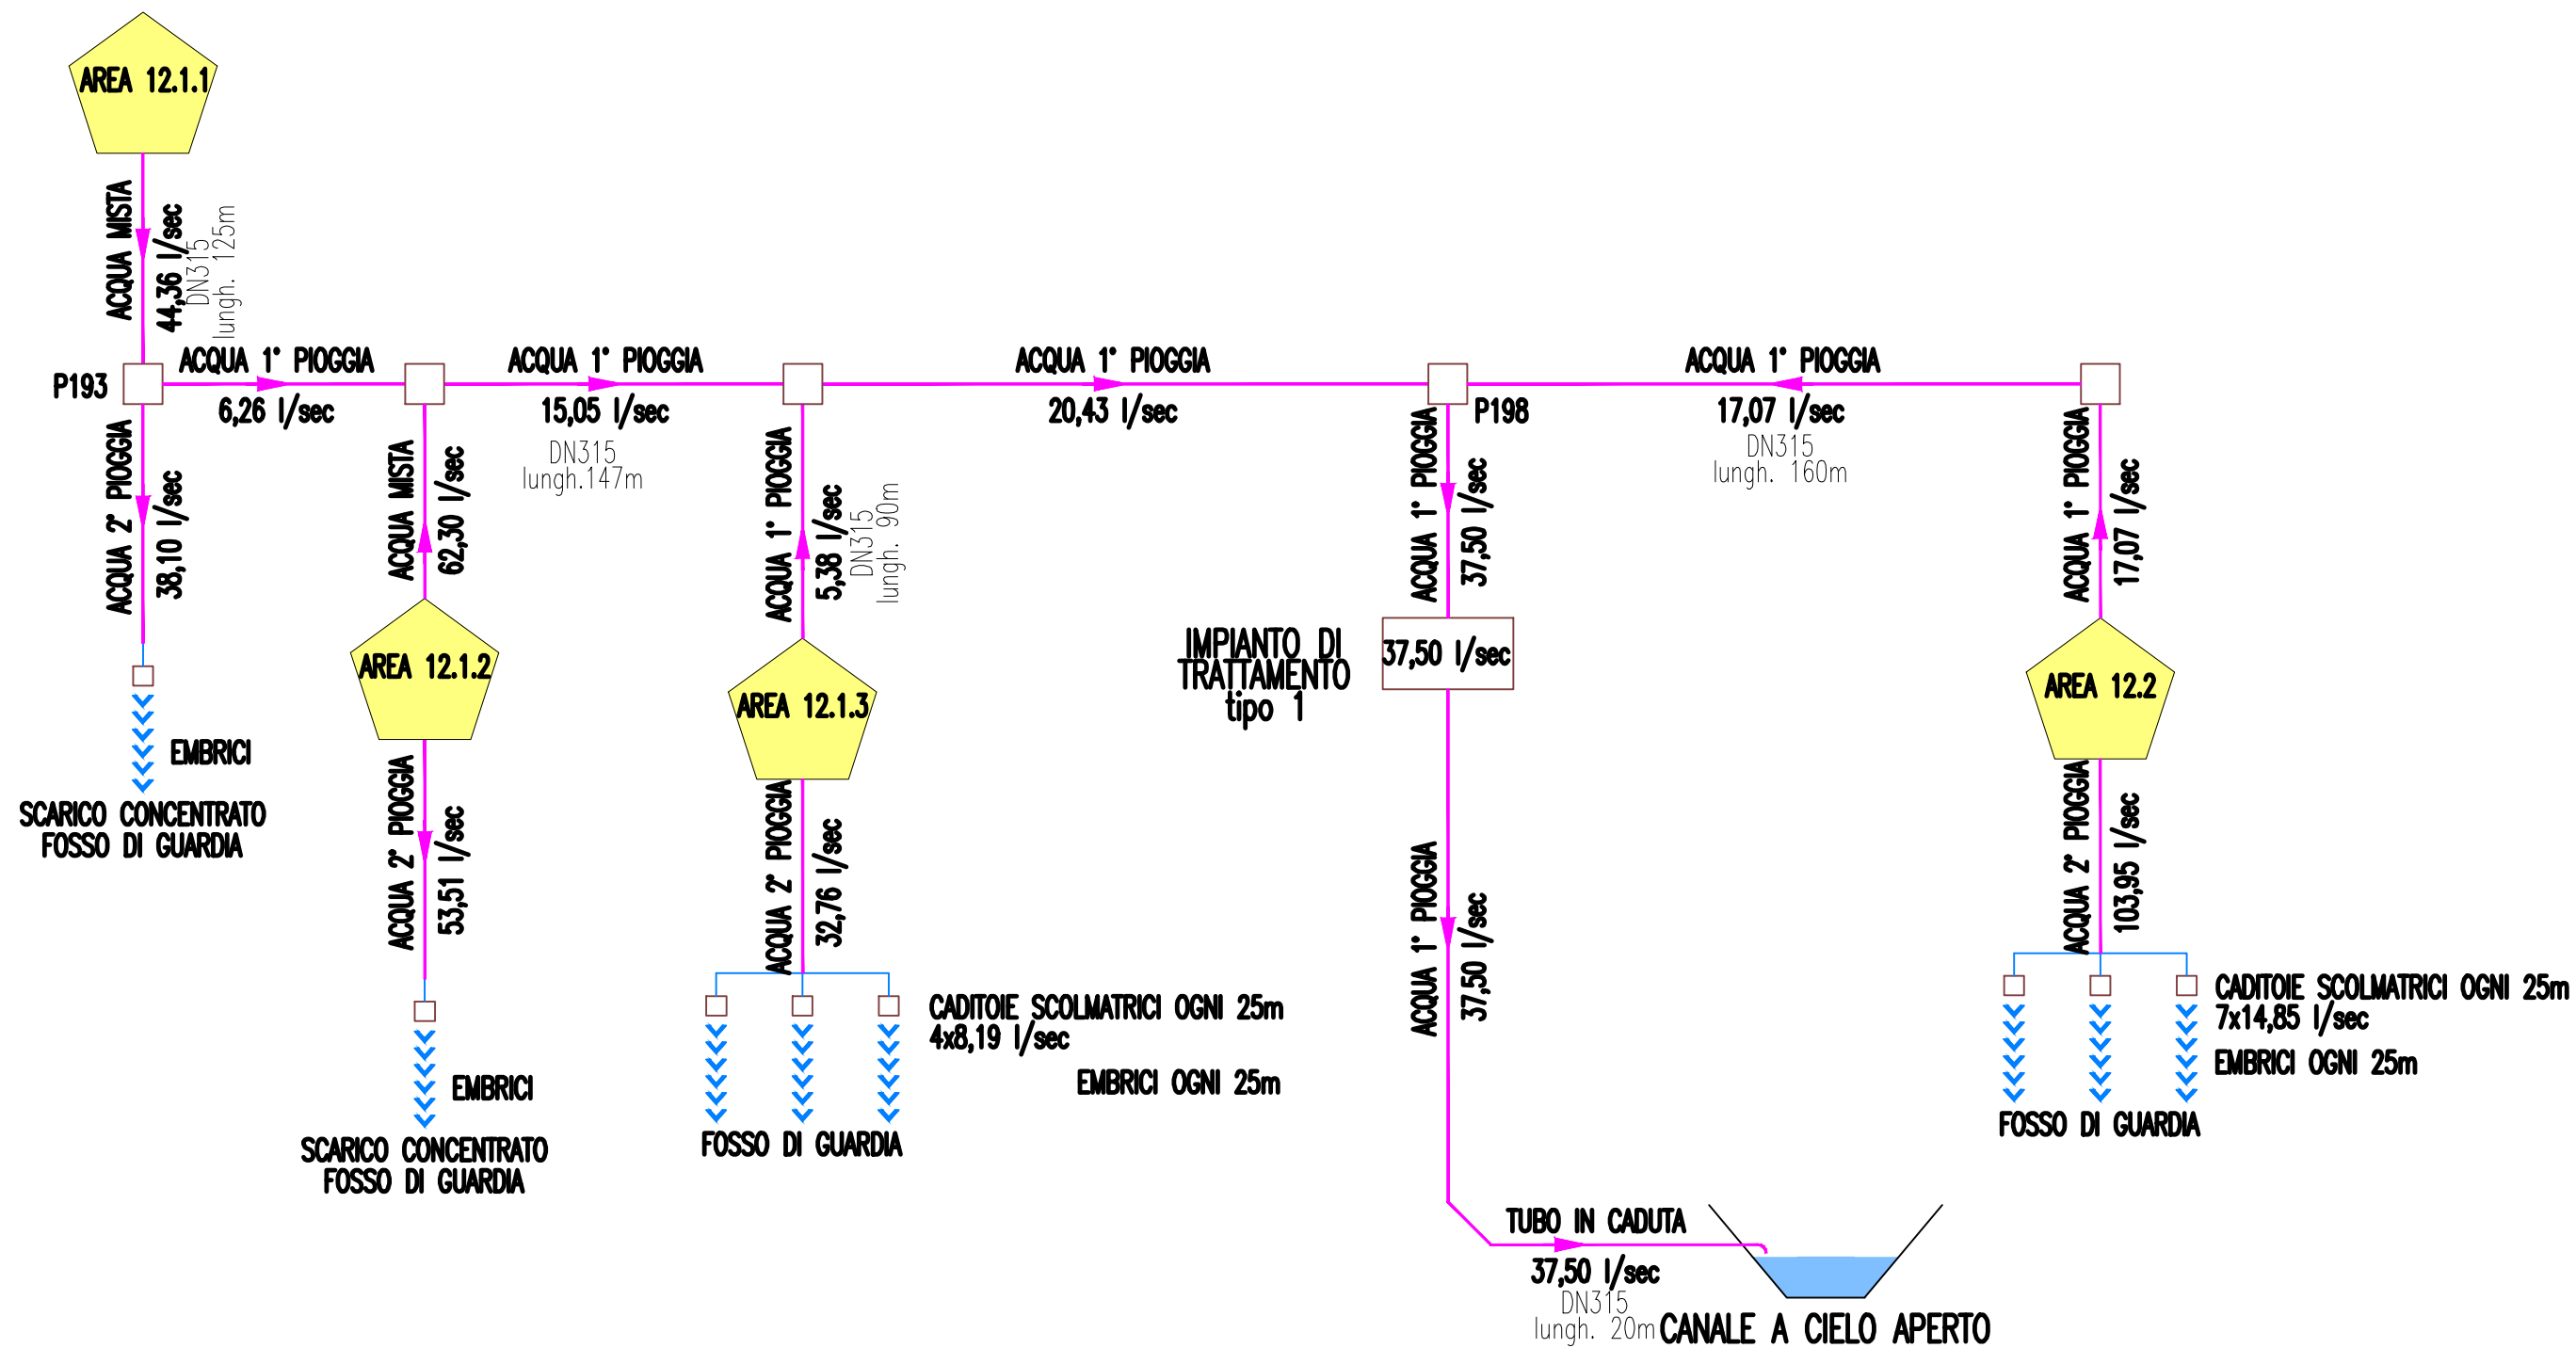 AREA 12.1.1
ACQUA MISTA
44,36 l/sec
DN315
lungh. 125m
P193
ACQUA 1° PIOGGIA
6,26 l/sec
ACQUA 1° PIOGGIA
15,05 l/sec
DN315
lungh.147m
ACQUA 1° PIOGGIA
20,43 l/sec
P198
ACQUA 1° PIOGGIA
17,07 l/sec
DN315
lungh. 160m
ACQUA 2° PIOGGIA
38,10 l/sec
EMBRICI
SCARICO CONCENTRATO
FOSSO DI GUARDIA
ACQUA MISTA
62,30 l/sec
AREA 12.1.2
ACQUA 2° PIOGGIA
53,51 l/sec
EMBRICI
SCARICO CONCENTRATO
FOSSO DI GUARDIA
ACQUA 1° PIOGGIA
5,38 l/sec
DN315
lungh. 90m
AREA 12.1.3
ACQUA 2° PIOGGIA
32,76 l/sec
CADITOIE SCOLMATRICI OGNI 25m
4x8,19 l/sec
EMBRICI OGNI 25m
FOSSO DI GUARDIA
ACQUA 1° PIOGGIA
37,50 l/sec
IMPIANTO DI
TRATTAMENTO
tipo 1
37,50 l/sec
ACQUA 1° PIOGGIA
37,50 l/sec
TUBO IN CADUTA
37,50 l/sec
DN315
lungh. 20m
CANALE A CIELO APERTO
ACQUA 1° PIOGGIA
17,07 l/sec
AREA 12.2
ACQUA 2° PIOGGIA
103,95 l/sec
CADITOIE SCOLMATRICI OGNI 25m
7x14,85 l/sec
EMBRICI OGNI 25m
FOSSO DI GUARDIA